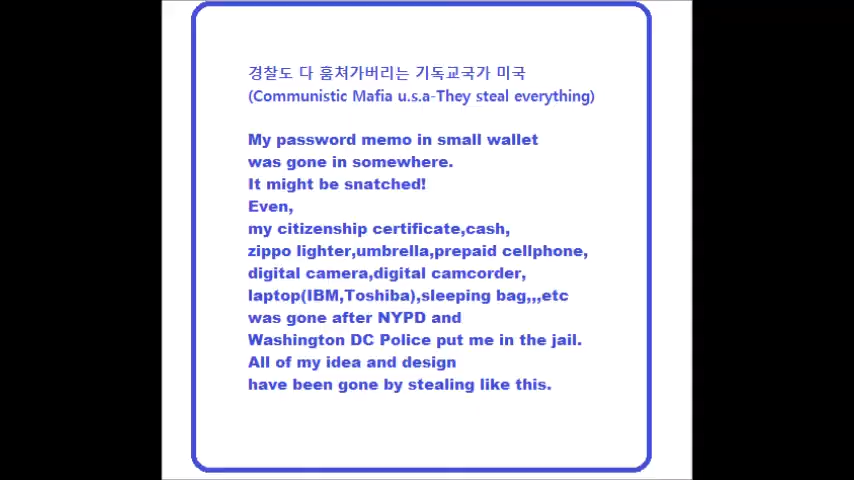 경찰도 다 훔쳐가버리는 기독교국가 미국
(Communistic Mafia u.s.a-They steal everything)
My password memo in small wallet
was gone in somewhere.
It might be snatched!
Even,
my citizenship certificate,cash,
zippo lighter,umbrella,prepaid cellphone,
digital camera,digital camcorder,
laptop(IBM,Toshiba),sleeping bag,,,etc
was gone after NYPD and
Washington DC Police put me in the jail.
All of my idea and design
have been gone by stealing like this.